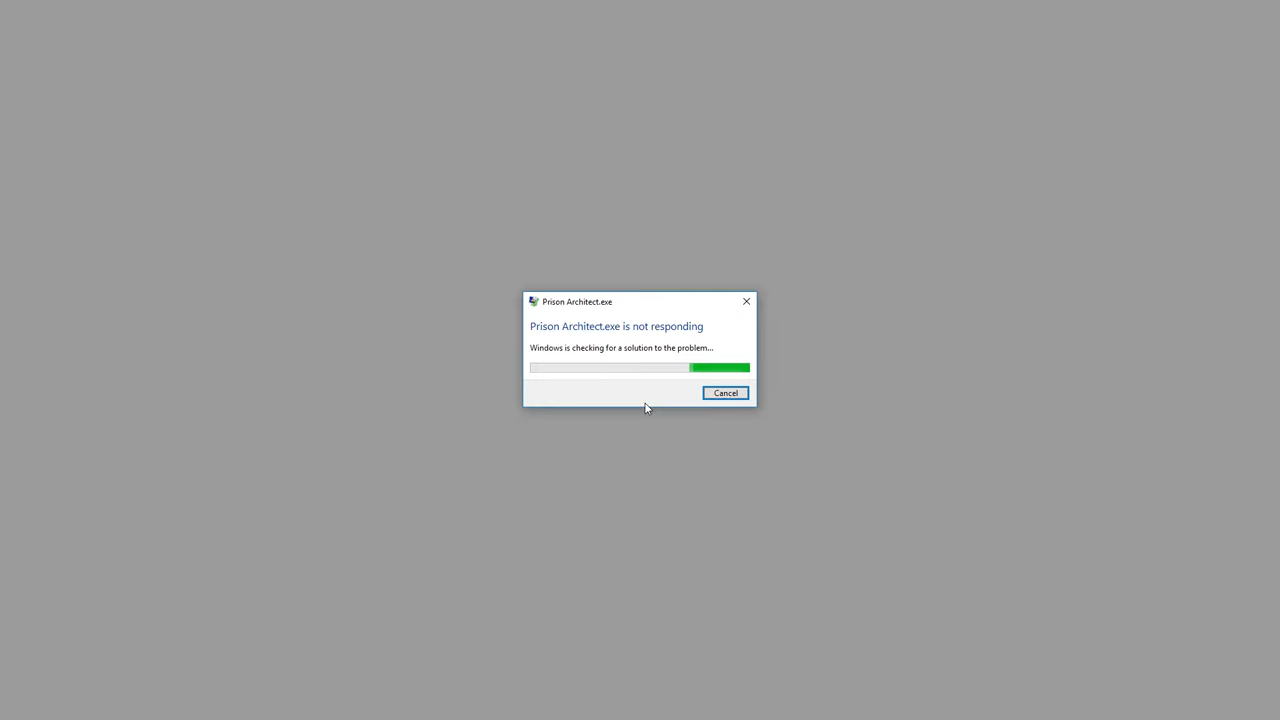 Prison Architect.exe
Prison Architect.exe is not responding
Windows is checking for a solution to the problem...
Cancel